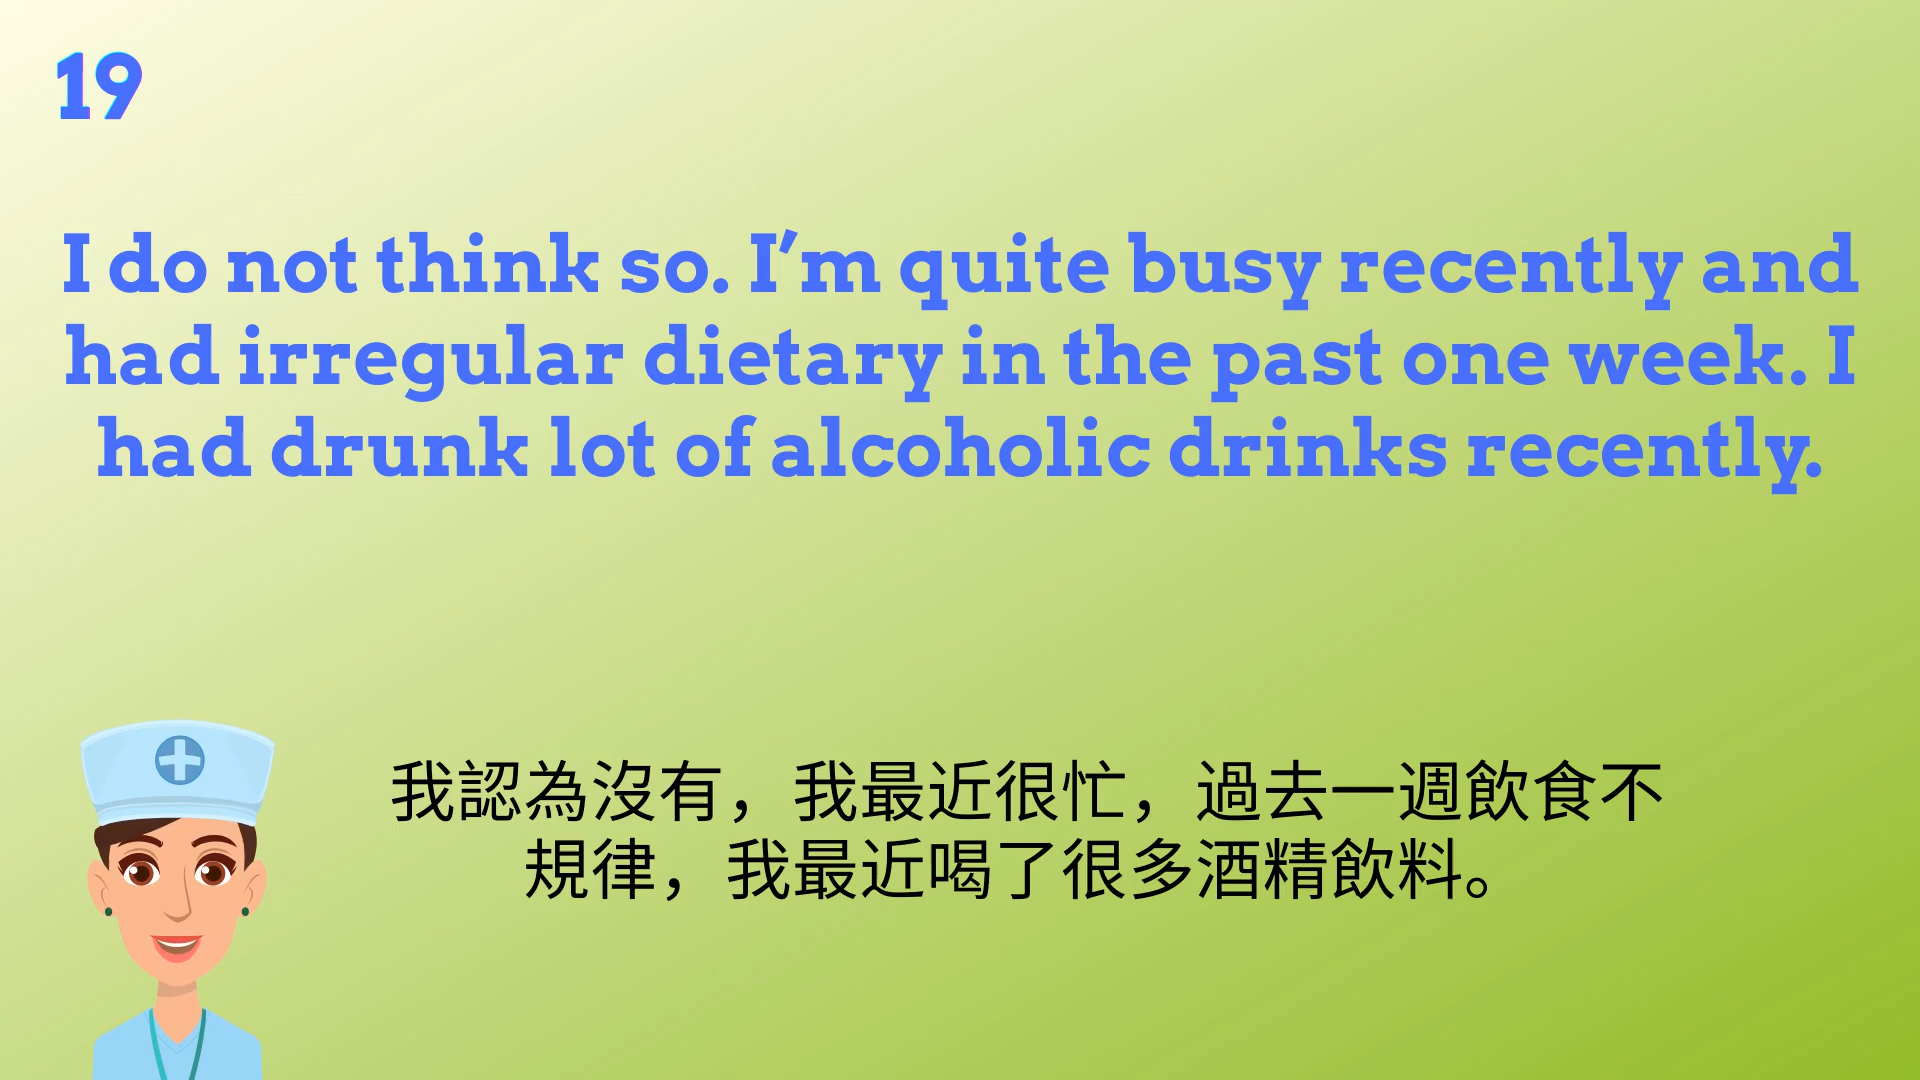 19
I do not think so. I’m quite busy recently and
had irregular dietary in the past one week. I
had drunk lot of alcoholic drinks recently.
我認為沒有，我最近很忙，過去一週飲食不
規律，我最近喝了很多酒精飲料。